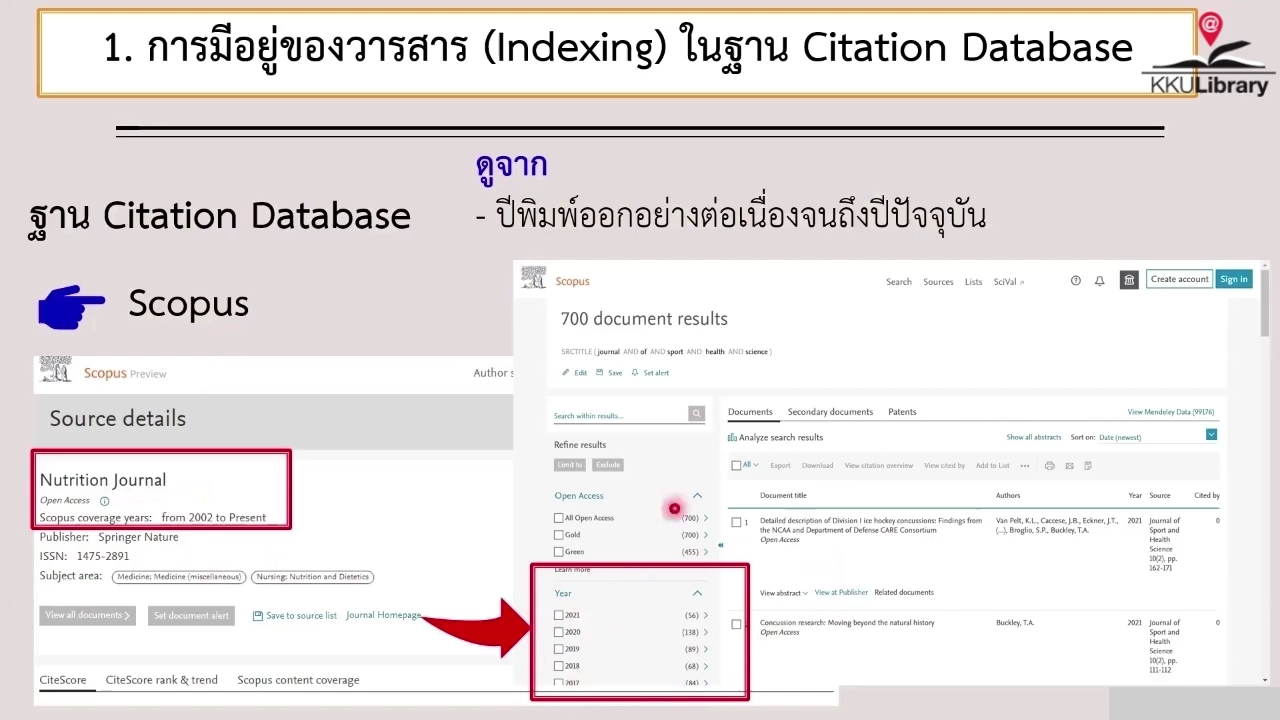 1. การมีอยู่ของวารสาร (Indexing) ในฐาน Citation Database
KKULibrary
ดูจาก
ฐาน Citation Database
- ปีพิมพ์ออกอย่างต่อเนื่องจนถึงปีปัจจุบัน
Scopus
Scopus Preview
Author s
Source details
Nutrition Journal
Open Access
Scopus coverage years: from 2002 to Present
Publisher: Springer Nature
ISSN: 1475-2891
Subject area: Medicine: Medicine (miscellaneous) Nursing: Nutrition and Dietetics
View all documents > Set document alert Save to source list Journal Homepage
CiteScore CiteScore rank & trend Scopus content coverage
Scopus
Search Sources Lists SciVal Create account Sign in
700 document results
SRCTITLE ( journal AND of AND sport AND health AND science )
Edit Save Set alert
Search within results...
Refine results
Limit to Exclude
Open Access
All Open Access (700) >
Gold (700) >
Green (455) >
Learn more
Year
2021 (56) >
2020 (138) >
2019 (89) >
2018 (68) >
2017 (84) >
Documents Secondary documents Patents View Mendeley Data (99176)
Analyze search results Show all abstracts Sort on: Date (newest)
All Export Download View citation overview View cited by Add to List ...
Document title Authors Year Source Cited by
1 Detailed description of Division I ice hockey concussions: Findings from
the NCAA and Department of Defense CARE Consortium
Open Access
Van Pelt, K.L., Caccese, J.B., Eckner, J.T.,
(...), Broglio, S.P., Buckley, T.A.
2021
Journal of
Sport and
Health
Science
10(2), pp.
162-171
0
View abstract View at Publisher Related documents
Concussion research: Moving beyond the natural history
Open Access
Buckley, T.A.
2021
Journal of
Sport and
Health
Science
10(2), pp.
111-112
0